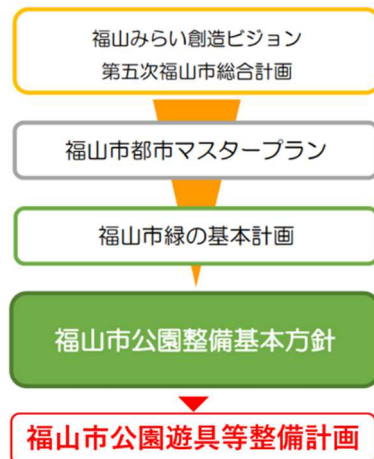 福山みらい創造ビジョン
第五次福山市総合計画
福山市都市マスタープラン
福山市緑の基本計画
福山市公園整備基本方針
福山市公園遊具等整備計画